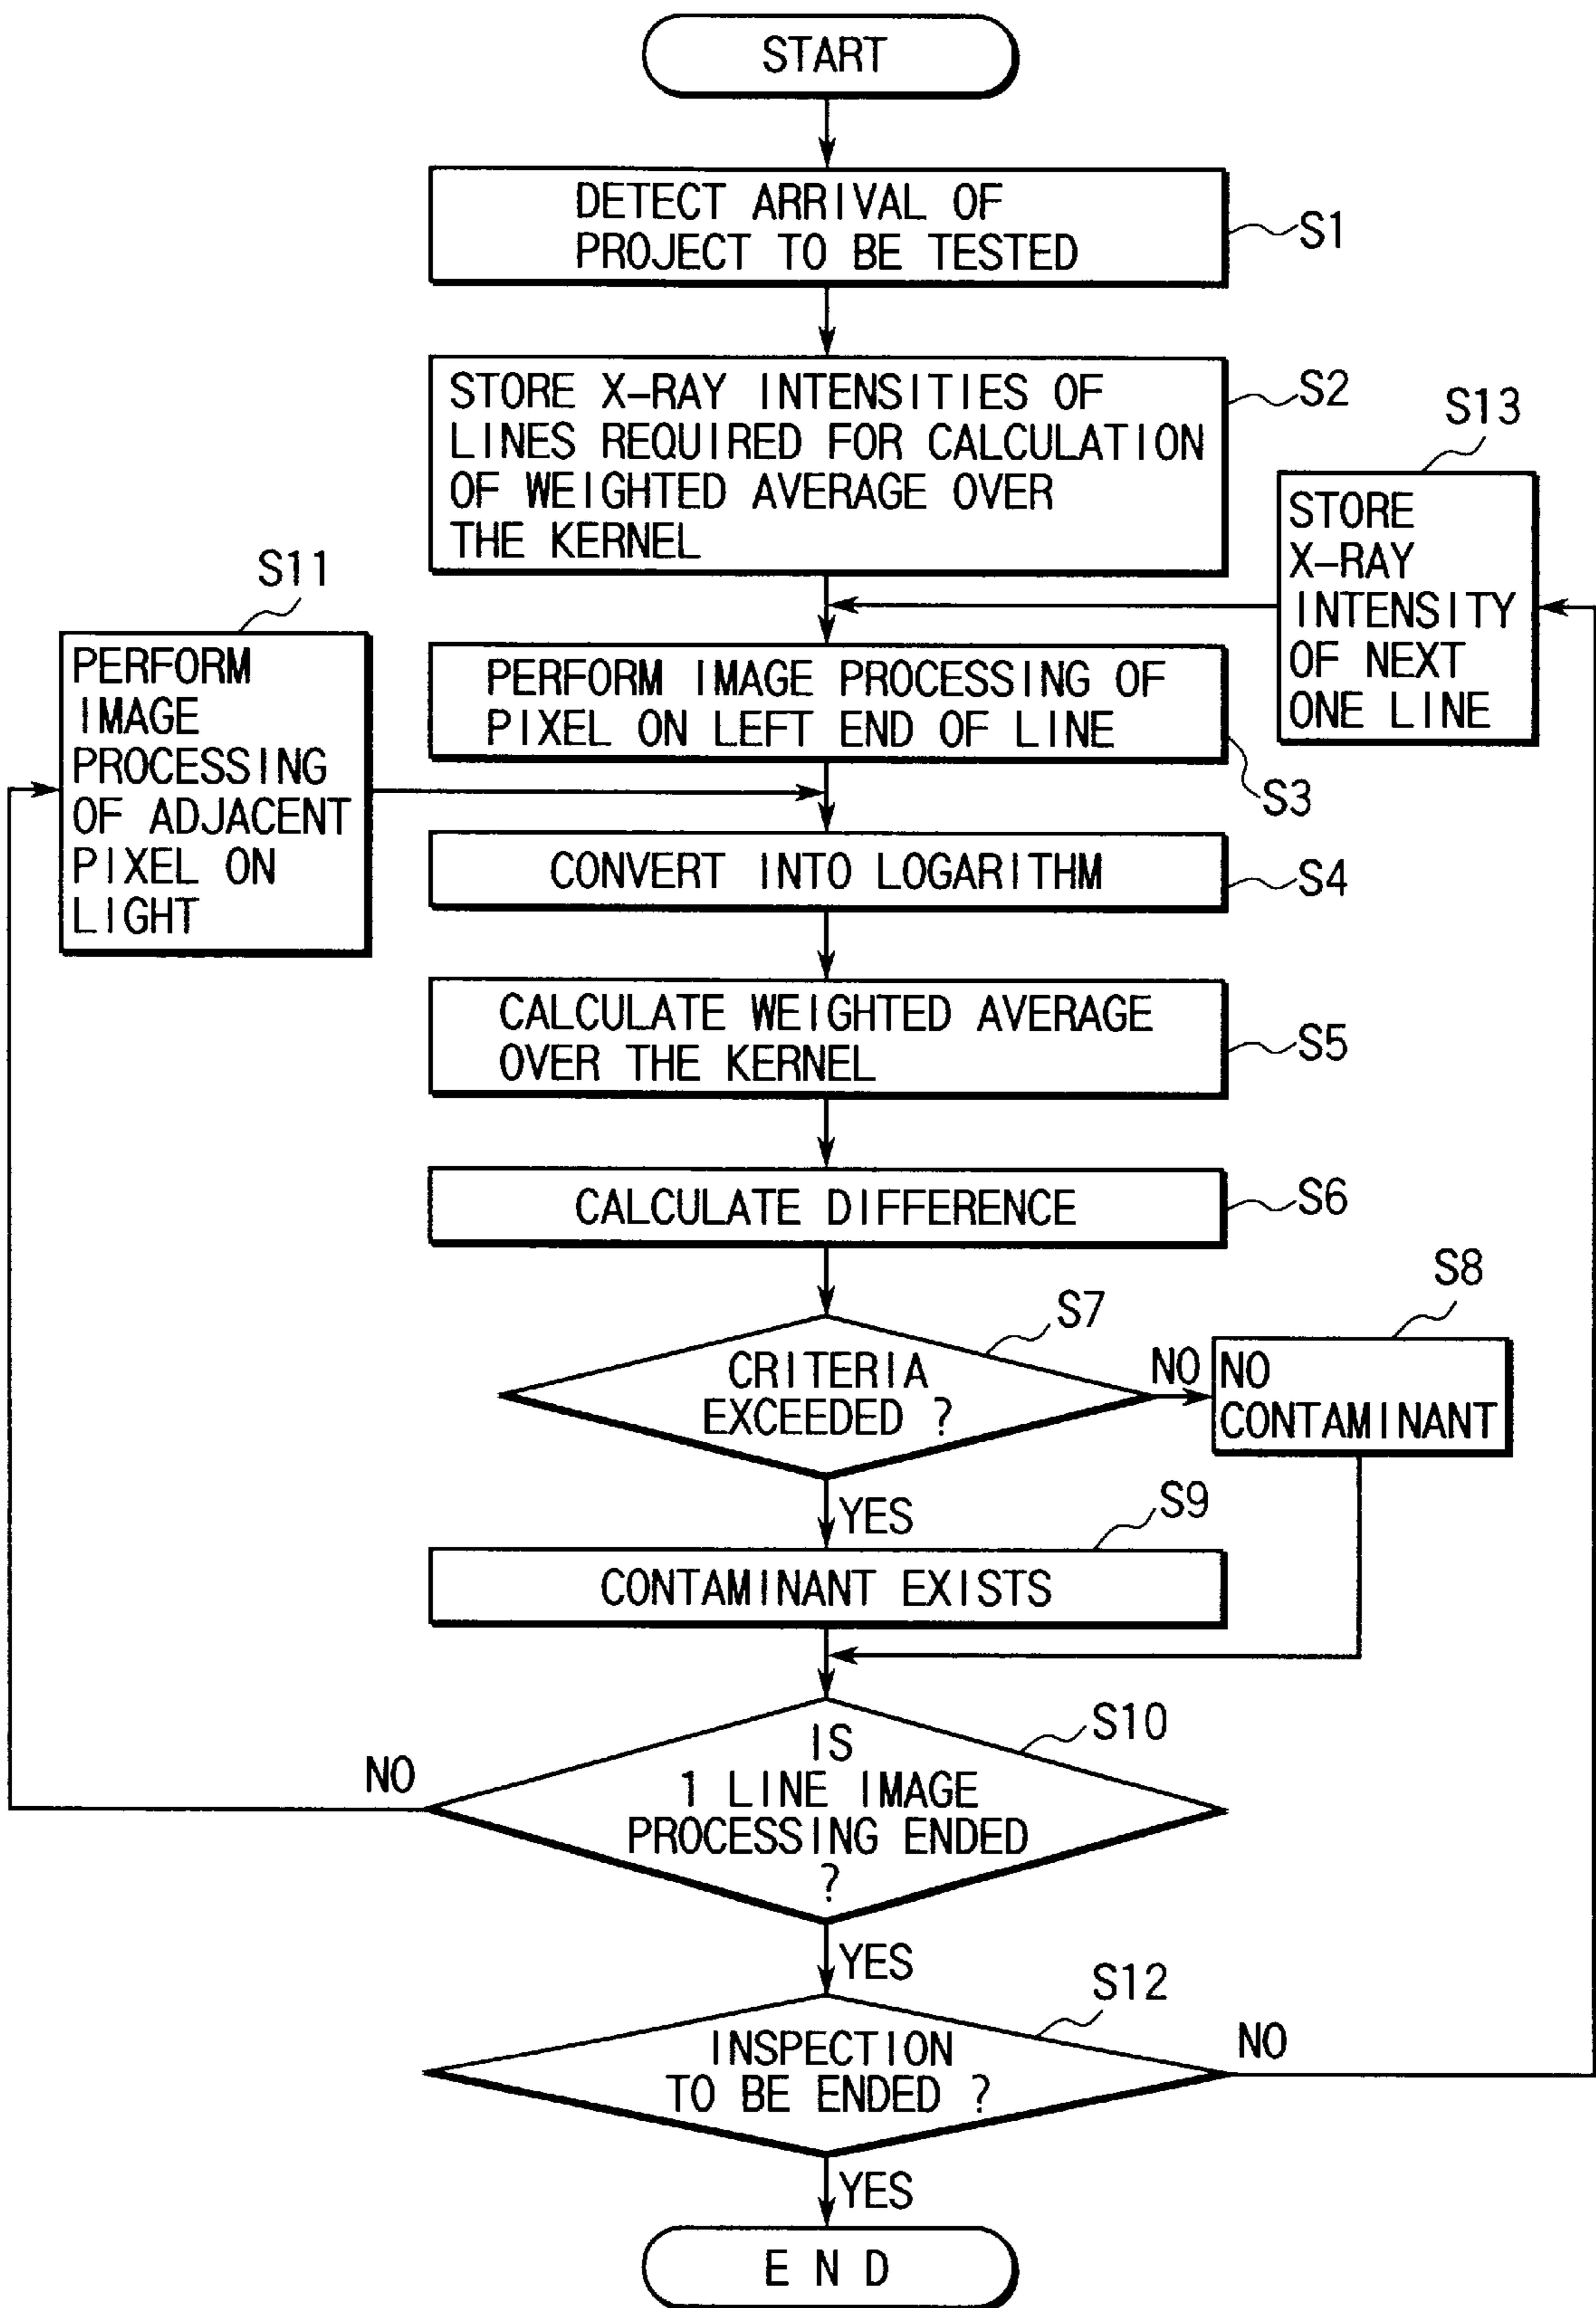 START
DETECT ARRIVAL OF
PROJECT TO BE TESTED
S1
STORE X-RAY INTENSITIES OF
LINES REQUIRED FOR CALCULATION
OF WEIGHTED AVERAGE OVER
THE KERNEL
S2
S13
STORE
X-RAY
INTENSITY
OF NEXT
ONE LINE
S11
PERFORM
IMAGE
PROCESSING
OF ADJACENT
PIXEL ON
LIGHT
PERFORM IMAGE PROCESSING OF
PIXEL ON LEFT END OF LINE
S3
CONVERT INTO LOGARITHM
S4
CALCULATE WEIGHTED AVERAGE
OVER THE KERNEL
S5
CALCULATE DIFFERENCE
S6
S7
CRITERIA
EXCEEDED ?
NO
S8
NO
CONTAMINANT
YES
S9
CONTAMINANT EXISTS
S10
IS
1 LINE IMAGE
PROCESSING ENDED
?
NO
YES
S12
INSPECTION
TO BE ENDED ?
NO
YES
END